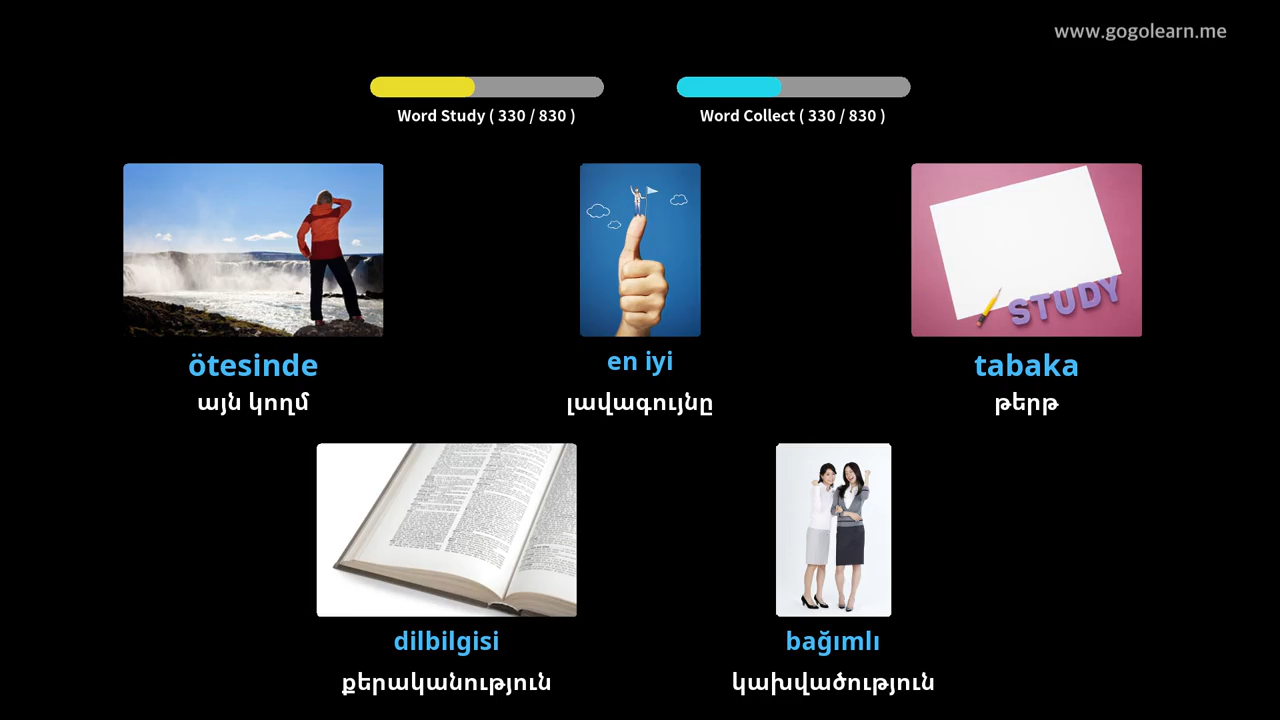 www.gogolearn.me
Word Study ( 330 / 830 )
Word Collect ( 330 / 830 )
STUDY
ötesinde
en iyi
tabaka
այն կողմ
լավագույնը
թերթ
dilbilgisi
bağımlı
քերականություն
կախվածություն